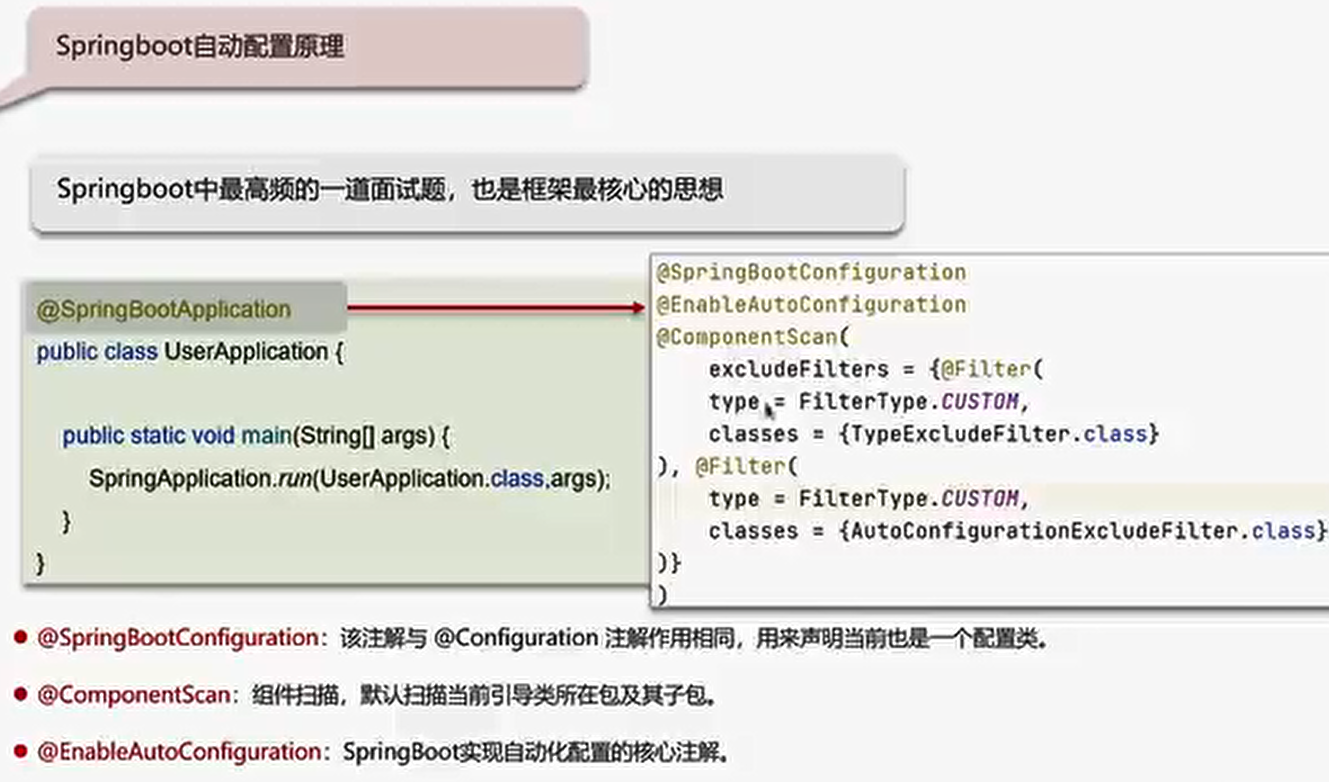 Springboot自动配置原理
Springboot中最高频的一道面试题，也是框架最核心的思想
@SpringBootApplication
public class UserApplication {
public static void main(String[] args) {
SpringApplication.run(UserApplication.class,args);
}
}
@SpringBootConfiguration
@EnableAutoConfiguration
@ComponentScan(
excludeFilters = {@Filter(
type = FilterType.CUSTOM,
classes = {TypeExcludeFilter.class}
), @Filter(
type = FilterType.CUSTOM,
classes = {AutoConfigurationExcludeFilter.class}
)}
)
@SpringBootConfiguration：该注解与 @Configuration 注解作用相同，用来声明当前也是一个配置类。
@ComponentScan：组件扫描，默认扫描当前引导类所在包及其子包。
@EnableAutoConfiguration：SpringBoot实现自动化配置的核心注解。